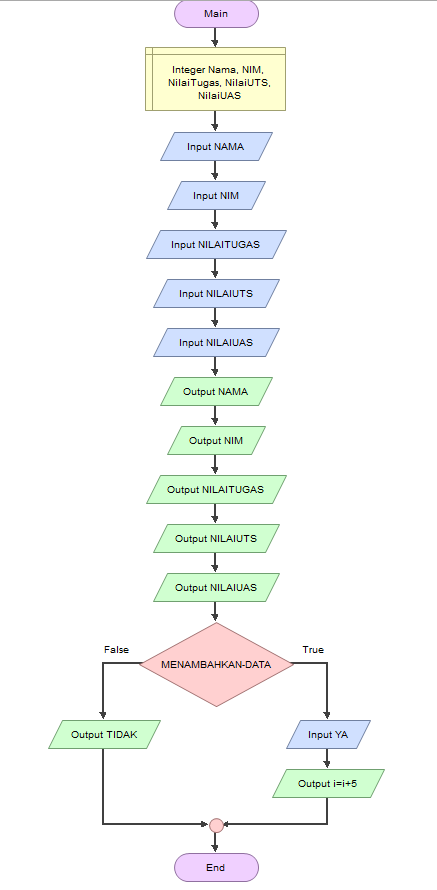 Main
Integer Nama, NIM,
NilaiTugas, NilaiUTS,
NilaiUAS
Input NAMA
Input NIM
Input NILAITUGAS
Input NILAIUTS
Input NILAIUAS
Output NAMA
Output NIM
Output NILAITUGAS
Output NILAIUTS
Output NILAIUAS
False
True
MENAMBAHKAN-DATA
Output TIDAK
Input YA
Output i=i+5
End